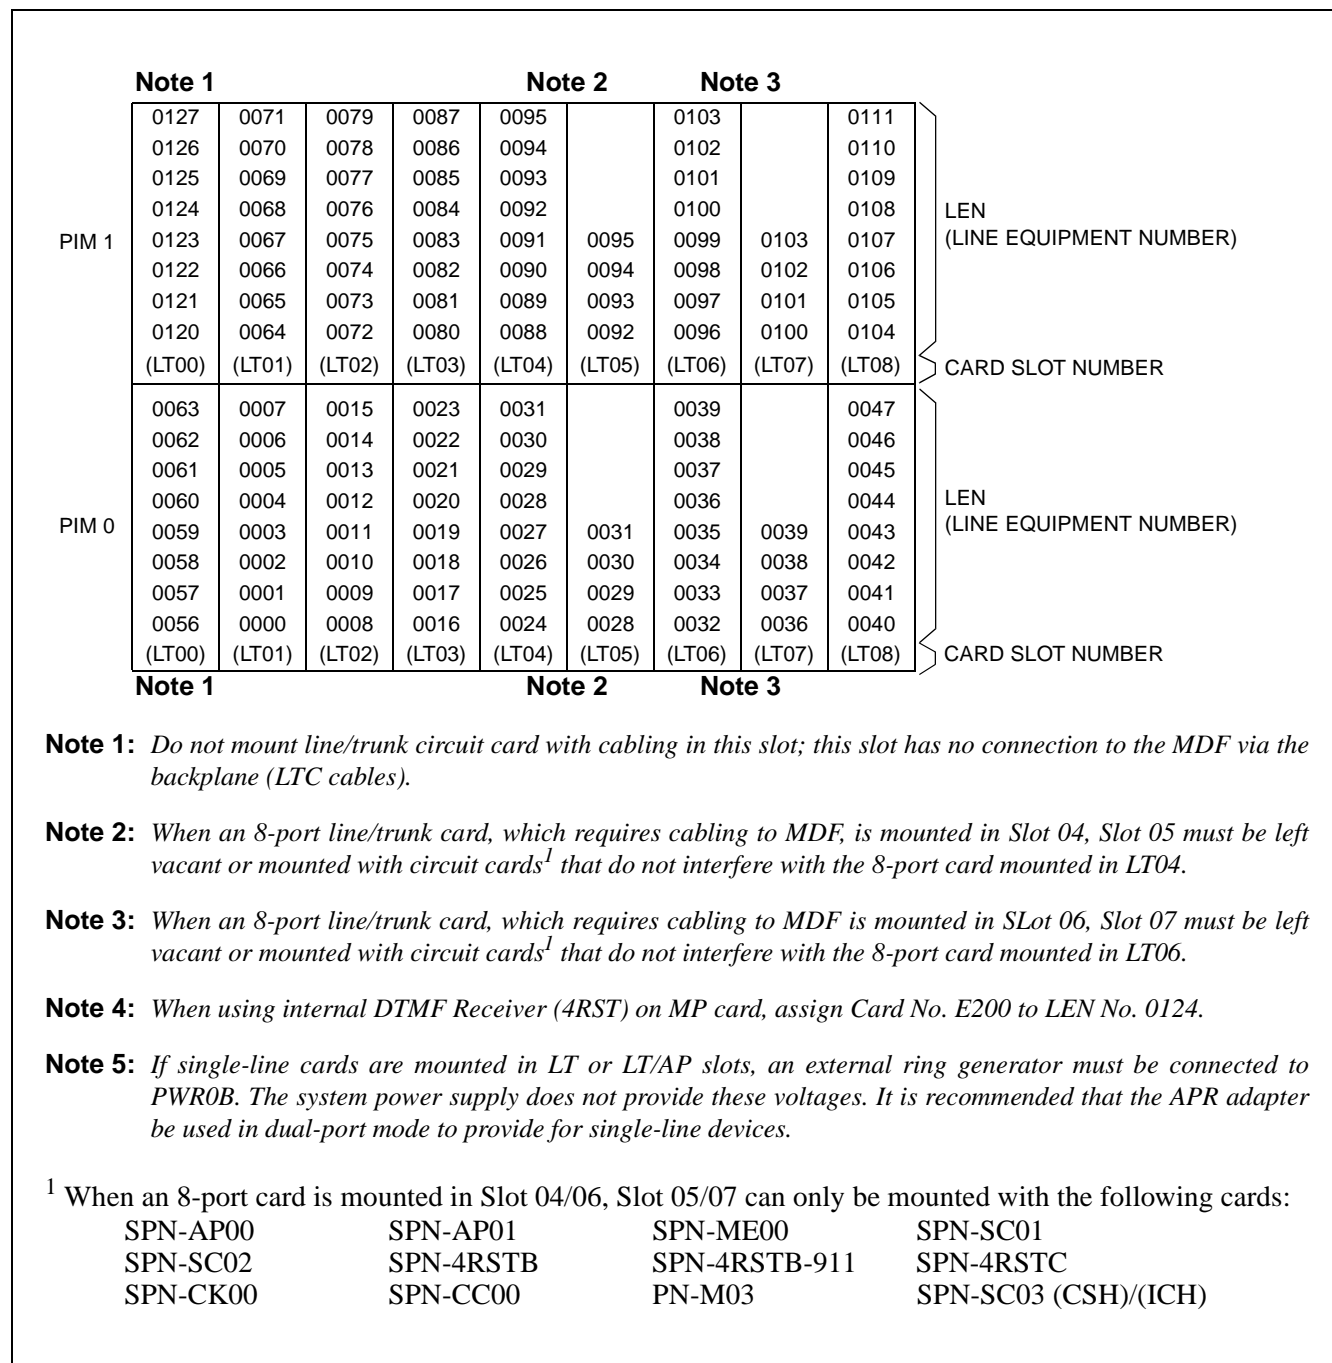 Note 1 Note 2 Note 3
0127 0071 0079 0087 0095 0103 0111
0126 0070 0078 0086 0094 0102 0110
0125 0069 0077 0085 0093 0101 0109
0124 0068 0076 0084 0092 0100 0108 LEN
PIM 1 0123 0067 0075 0083 0091 0095 0099 0103 0107 (LINE EQUIPMENT NUMBER)
0122 0066 0074 0082 0090 0094 0098 0102 0106
0121 0065 0073 0081 0089 0093 0097 0101 0105
0120 0064 0072 0080 0088 0092 0096 0100 0104
(LT00) (LT01) (LT02) (LT03) (LT04) (LT05) (LT06) (LT07) (LT08) CARD SLOT NUMBER
0063 0007 0015 0023 0031 0039 0047
0062 0006 0014 0022 0030 0038 0046
0061 0005 0013 0021 0029 0037 0045
0060 0004 0012 0020 0028 0036 0044 LEN
PIM 0 0059 0003 0011 0019 0027 0031 0035 0039 0043 (LINE EQUIPMENT NUMBER)
0058 0002 0010 0018 0026 0030 0034 0038 0042
0057 0001 0009 0017 0025 0029 0033 0037 0041
0056 0000 0008 0016 0024 0028 0032 0036 0040
(LT00) (LT01) (LT02) (LT03) (LT04) (LT05) (LT06) (LT07) (LT08) CARD SLOT NUMBER
Note 1 Note 2 Note 3
Note 1: Do not mount line/trunk circuit card with cabling in this slot; this slot has no connection to the MDF via the
backplane (LTC cables).
Note 2: When an 8-port line/trunk card, which requires cabling to MDF, is mounted in Slot 04, Slot 05 must be left
vacant or mounted with circuit cards1 that do not interfere with the 8-port card mounted in LT04.
Note 3: When an 8-port line/trunk card, which requires cabling to MDF is mounted in SLot 06, Slot 07 must be left
vacant or mounted with circuit cards1 that do not interfere with the 8-port card mounted in LT06.
Note 4: When using internal DTMF Receiver (4RST) on MP card, assign Card No. E200 to LEN No. 0124.
Note 5: If single-line cards are mounted in LT or LT/AP slots, an external ring generator must be connected to
PWR0B. The system power supply does not provide these voltages. It is recommended that the APR adapter
be used in dual-port mode to provide for single-line devices.
1 When an 8-port card is mounted in Slot 04/06, Slot 05/07 can only be mounted with the following cards:
SPN-AP00 SPN-AP01 SPN-ME00 SPN-SC01
SPN-SC02 SPN-4RSTB SPN-4RSTB-911 SPN-4RSTC
SPN-CK00 SPN-CC00 PN-M03 SPN-SC03 (CSH)/(ICH)